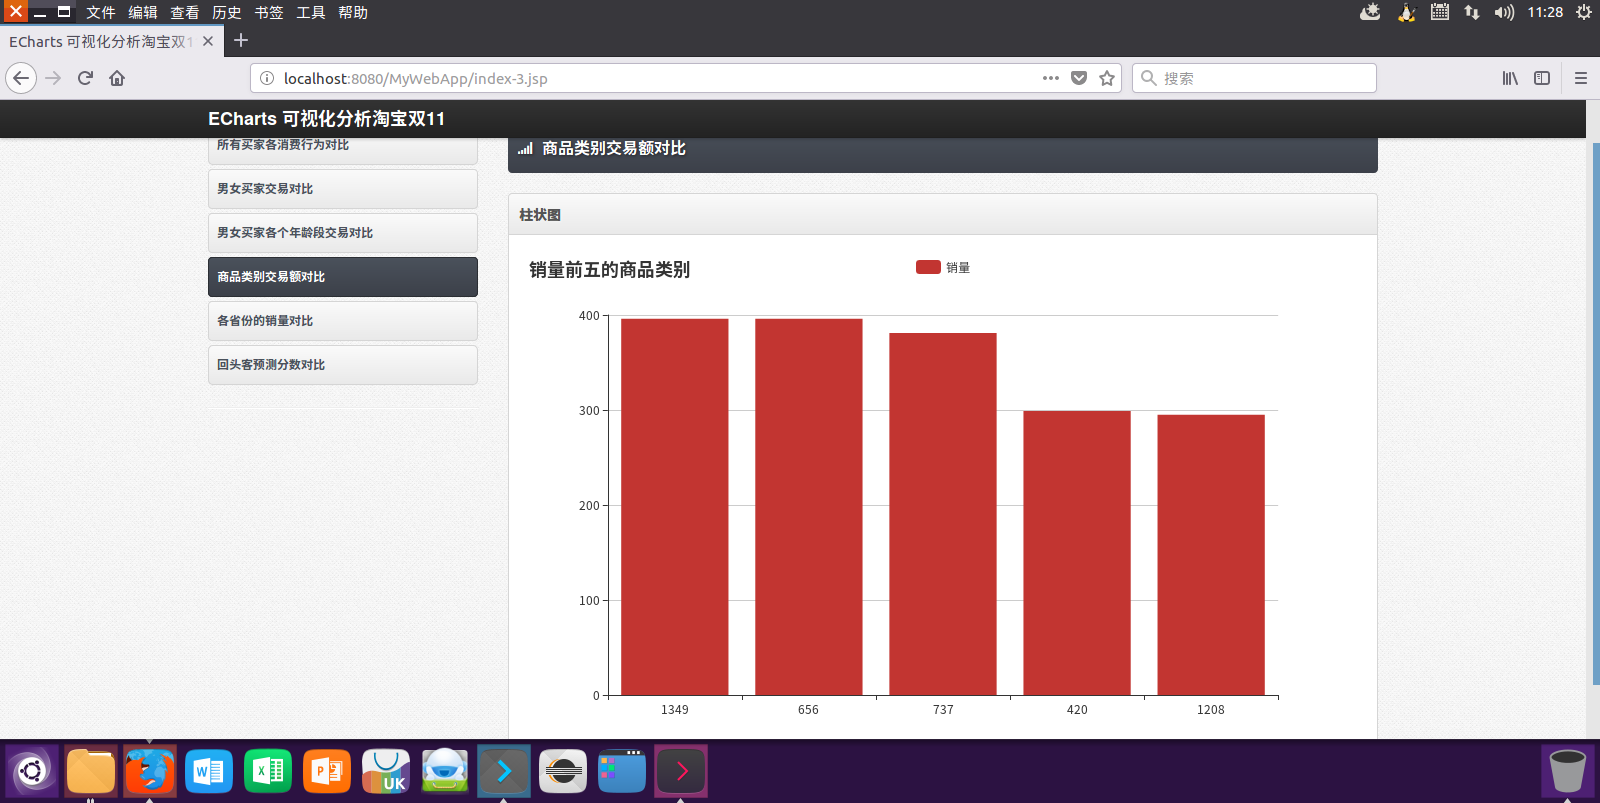 文件 编辑 查看 历史 书签 工具 帮助
11:28
ECharts 可视化分析淘宝双1
localhost:8080/MyWebApp/index-3.jsp
搜索
ECharts 可视化分析淘宝双11
所有买家各消费行为对比
男女买家交易对比
男女买家各个年龄段交易对比
商品类别交易额对比
各省份的销量对比
回头客预测分数对比
商品类别交易额对比
柱状图
销量前五的商品类别
销量
400
300
200
100
0
1349 656 737 420 1208
W X P UK